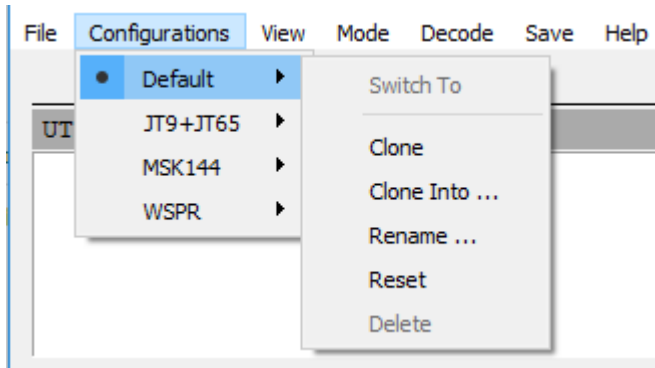 File Configurations View Mode Decode Save Help
Default
JT9+JT65
MSK144
WSPR
Switch To
Clone
Clone Into ...
Rename ...
Reset
Delete
UT